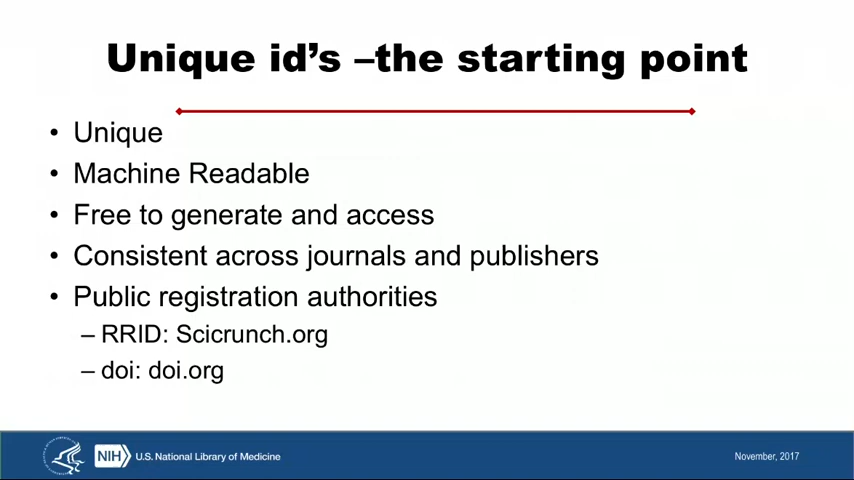 Unique id's –the starting point
• Unique
• Machine Readable
• Free to generate and access
• Consistent across journals and publishers
• Public registration authorities
– RRID: Scicrunch.org
– doi: doi.org
NIH U.S. National Library of Medicine
November, 2017